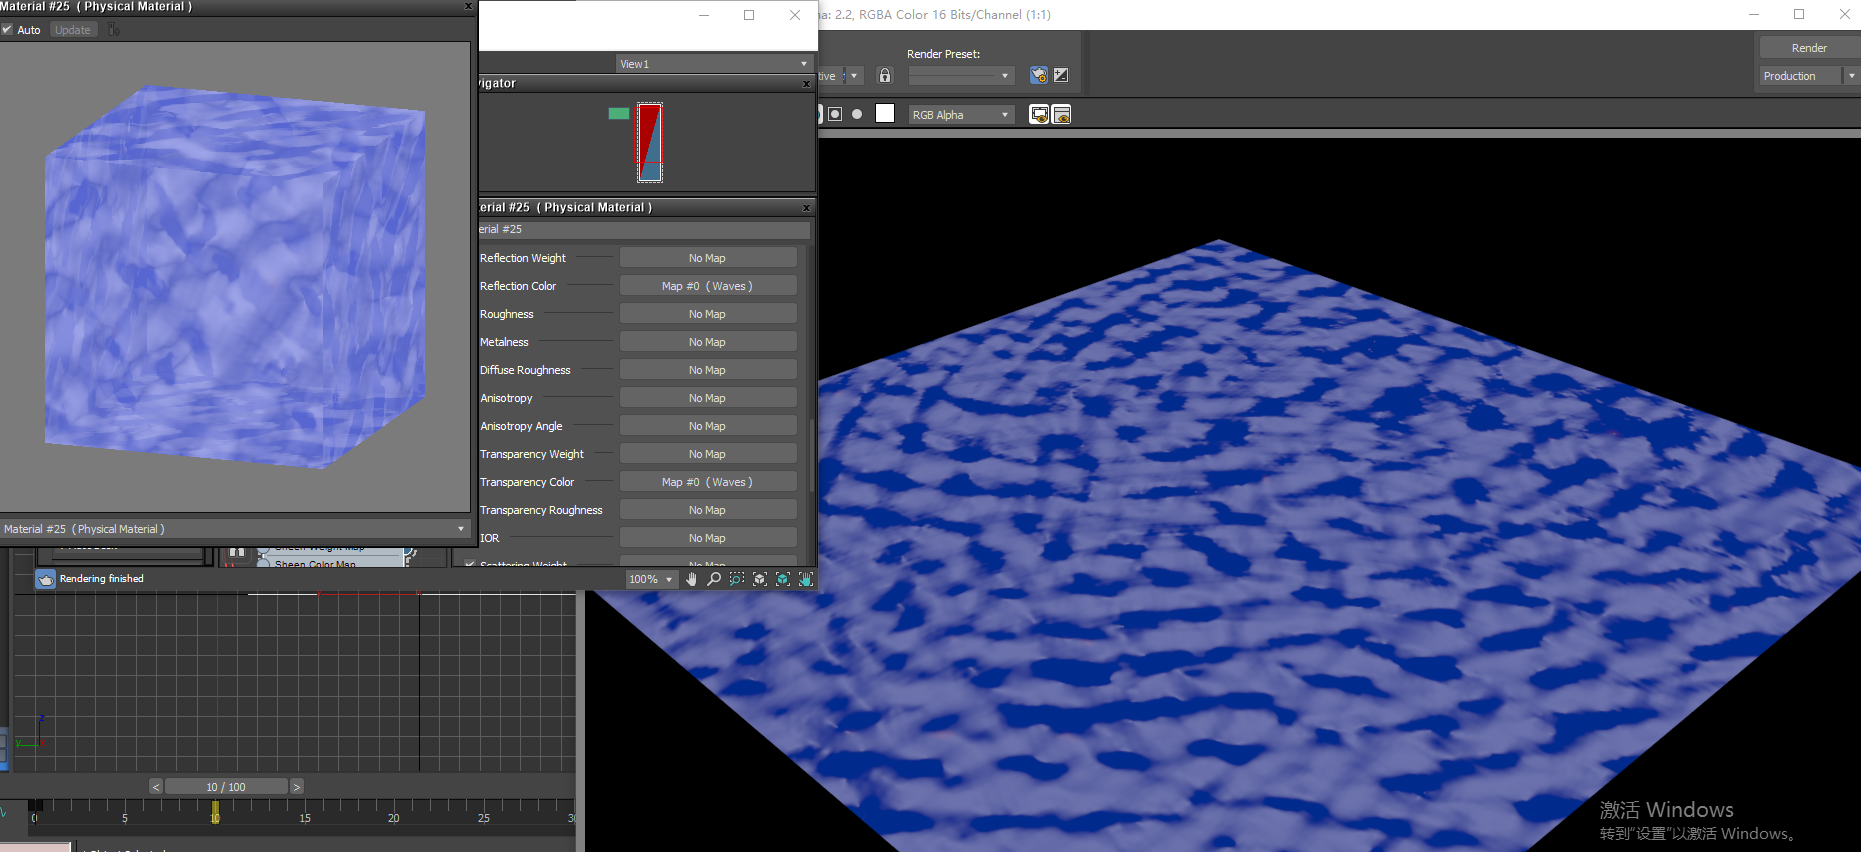 Material #25 ( Physical Material )
Auto
Update
View1
vigator
erial #25 ( Physical Material )
erial #25
Reflection Weight
No Map
Reflection Color
Map #0 ( Waves )
Roughness
No Map
Metalness
No Map
Diffuse Roughness
No Map
Anisotropy
No Map
Anisotropy Angle
No Map
Transparency Weight
No Map
Transparency Color
Map #0 ( Waves )
Transparency Roughness
No Map
IOR
No Map
Scattering Weight
No Map
Material #25 ( Physical Material )
Sheen Weight Map
Sheen Color Map
Rendering finished
100%
z
y
< 10 / 100 >
0 5 10 15 20 25 30
a: 2.2, RGBA Color 16 Bits/Channel (1:1)
Render Preset:
tive
Render
Production
RGB Alpha
激活 Windows
转到“设置”以激活 Windows。